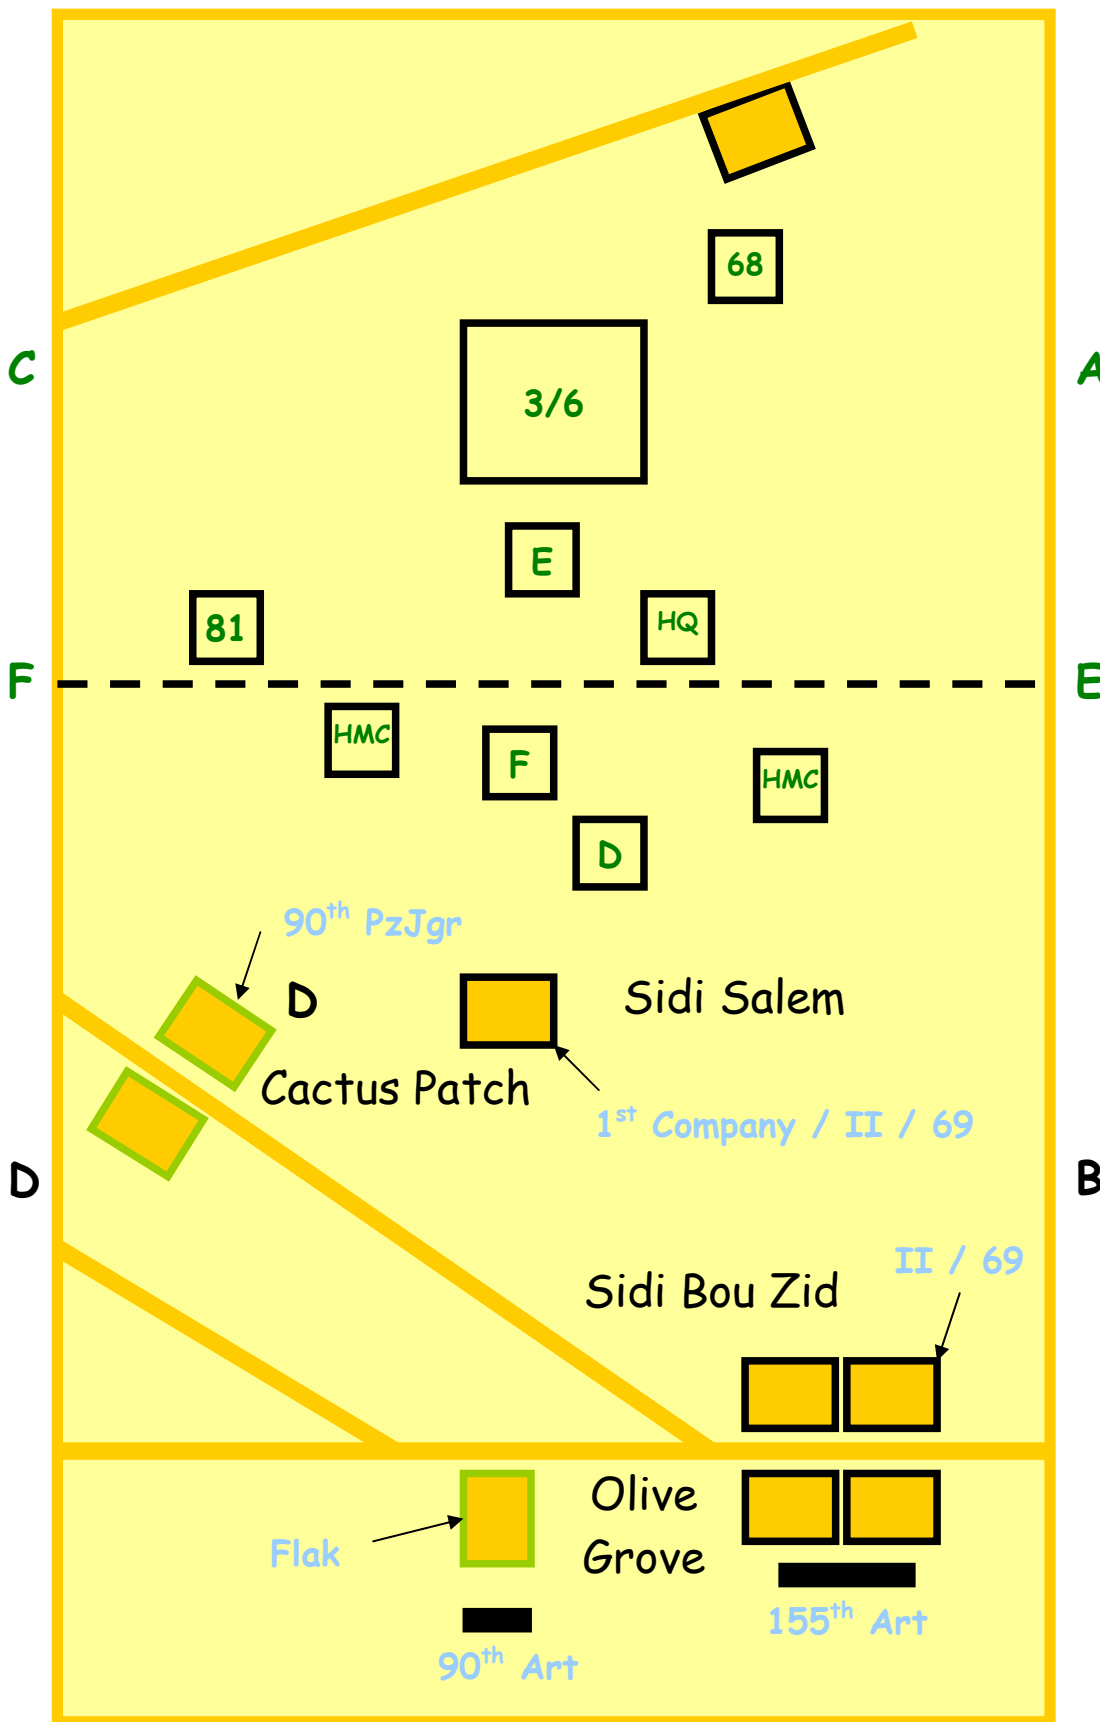 68
C
A
3/6
E
81
HQ
F
E
HMC
F
HMC
D
90th PzJgr
D
Sidi Salem
Cactus Patch
1st Company / II / 69
D
B
II / 69
Sidi Bou Zid
Olive
Grove
Flak
155th Art
90th Art